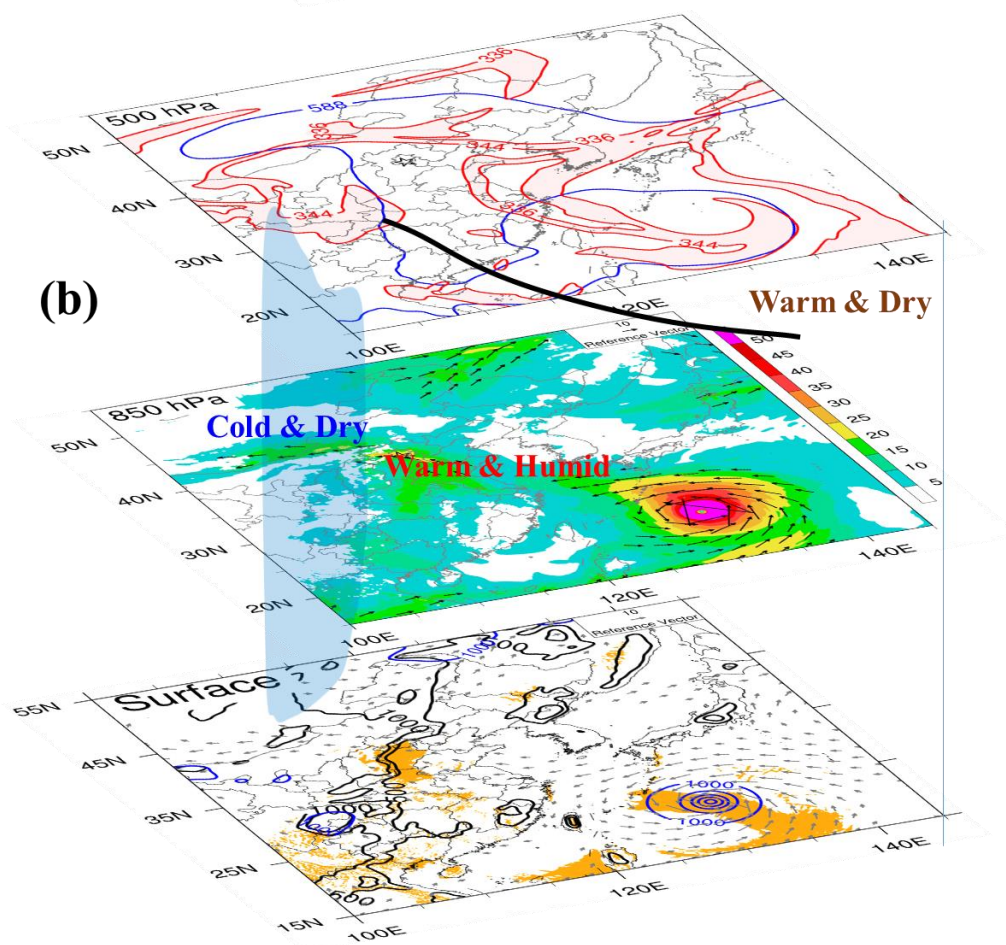 336
500 hPa
588
50N
336
344
336
40N
344
336
344
30N
140E
(b)
20N
120E
Warm & Dry
100E
10
Reference Vector
50
45
40
35
30
25
20
15
10
5
850 hPa
50N
Cold & Dry
Warm & Humid
40N
30N
140E
20N
120E
100E
10
Reference Vector
1000
55N
Surface
45N
1000
1000
35N
25N
140E
500
120E
15N
100E